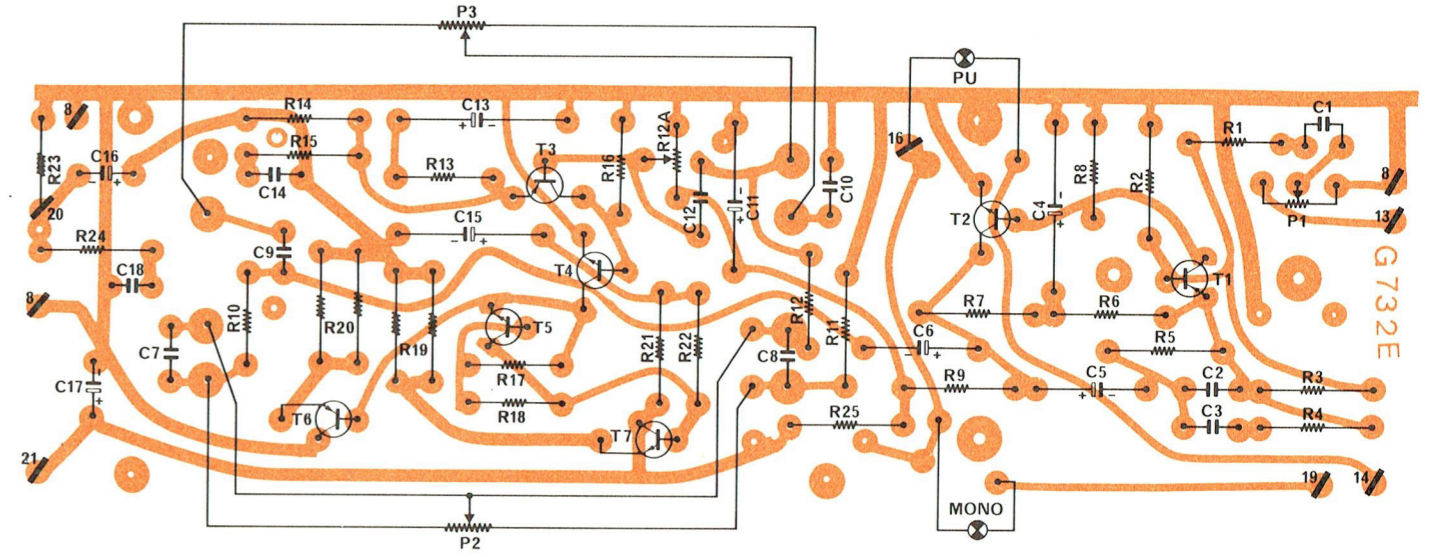 P3
PU
8
R14
C13
R23
C16
R15
C14
R13
T3
R16
R12A
C12
C11
C10
16
T2
C4
R8
R2
R1
C1
P1
8
13
20
R24
C18
C9
C15
T4
T1
G732E
8
R10
R20
R19
T5
R21
R22
R12
R11
C6
R7
R6
R5
C7
C17
R17
R18
C8
R9
C5
C2
C3
R3
R4
T6
T7
R25
21
19
14
MONO
P2